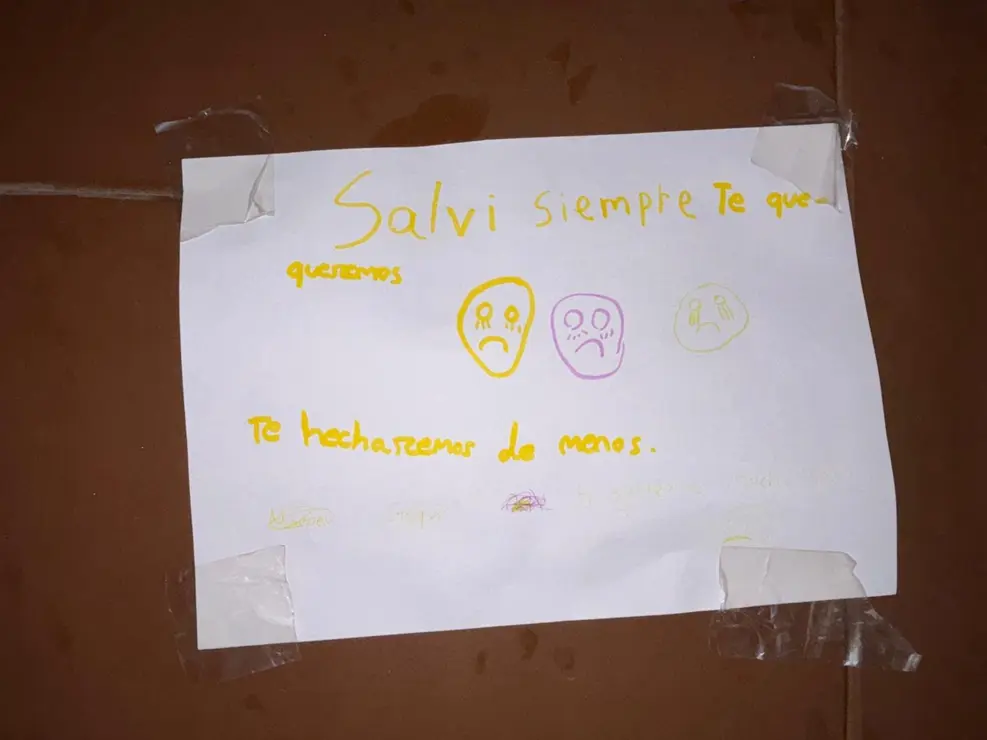 Salvi siempre Te que-
queremos
Te hecharemos de menos.